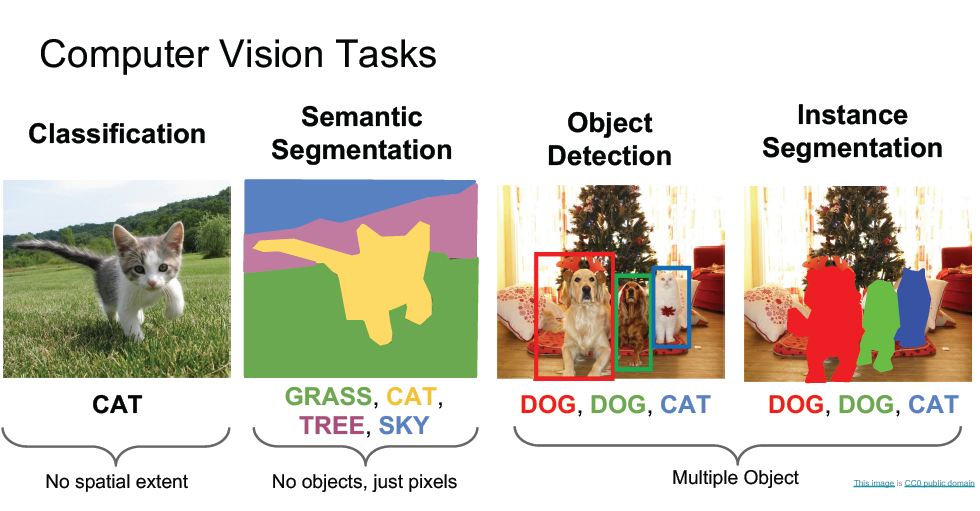 Computer Vision Tasks
Classification
Semantic
Segmentation
Object
Detection
Instance
Segmentation
CAT
GRASS, CAT,
TREE, SKY
DOG, DOG, CAT
DOG, DOG, CAT
No spatial extent
No objects, just pixels
Multiple Object
This image is CC0 public domain